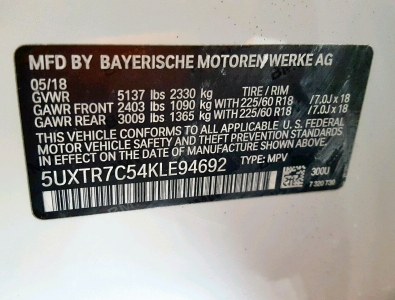 MFD BY BAYERISCHE MOTOREN WERKE AG
05/18
GVWR 5137 lbs 2330 kg TIRE / RIM
GAWR FRONT 2403 lbs 1090 kg WITH 225/60 R18 /7.0J x 18
GAWR REAR 3009 lbs 1365 kg WITH 225/60 R18 /7.0J x 18
THIS VEHICLE CONFORMS TO ALL APPLICABLE U.S. FEDERAL
MOTOR VEHICLE SAFETY, BUMPER, AND THEFT PREVENTION STANDARDS
IN EFFECT ON THE DATE OF MANUFACTURE SHOWN ABOVE.
5UXTR7C54KLE94692 TYPE: MPV
300U